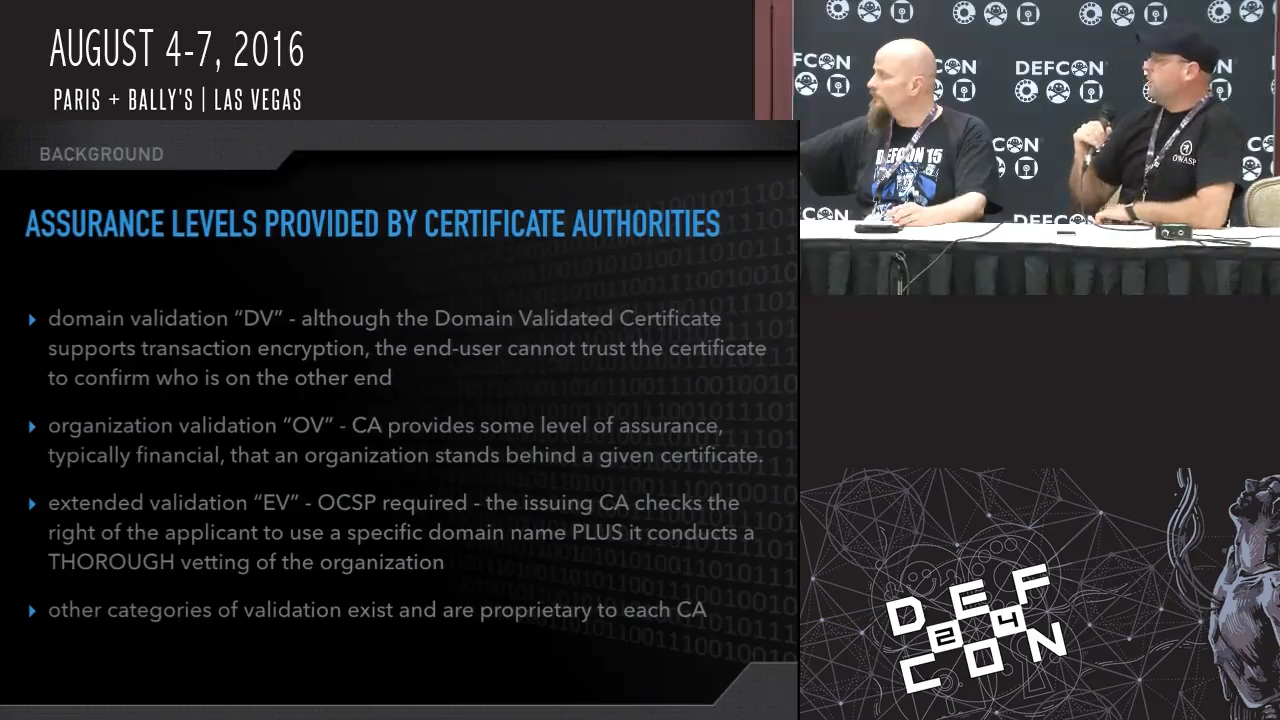 AUGUST 4-7, 2016
PARIS + BALLY'S | LAS VEGAS
BACKGROUND
ASSURANCE LEVELS PROVIDED BY CERTIFICATE AUTHORITIES
domain validation “DV” - although the Domain Validated Certificate
supports transaction encryption, the end-user cannot trust the certificate
to confirm who is on the other end
organization validation “OV” - CA provides some level of assurance,
typically financial, that an organization stands behind a given certificate.
extended validation “EV” - OCSP required - the issuing CA checks the
right of the applicant to use a specific domain name PLUS it conducts a
THOROUGH vetting of the organization
other categories of validation exist and are proprietary to each CA
DEFCON
DEFCON 15
OWASP
DEFCON
DEF
24
CON